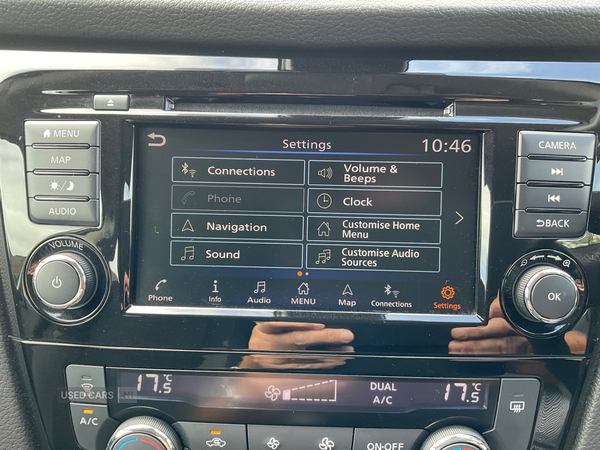 MENU
MAP
AUDIO
VOLUME
Settings
10:46
Connections
Volume & Beeps
Phone
Clock
Navigation
Customise Home Menu
Sound
Customise Audio Sources
Phone
Info
Audio
MENU
Map
Connections
Settings
CAMERA
BACK
OK
17.5°C
DUAL
A/C
17.5°C
A/C
ON•OFF
USED CARS
NI